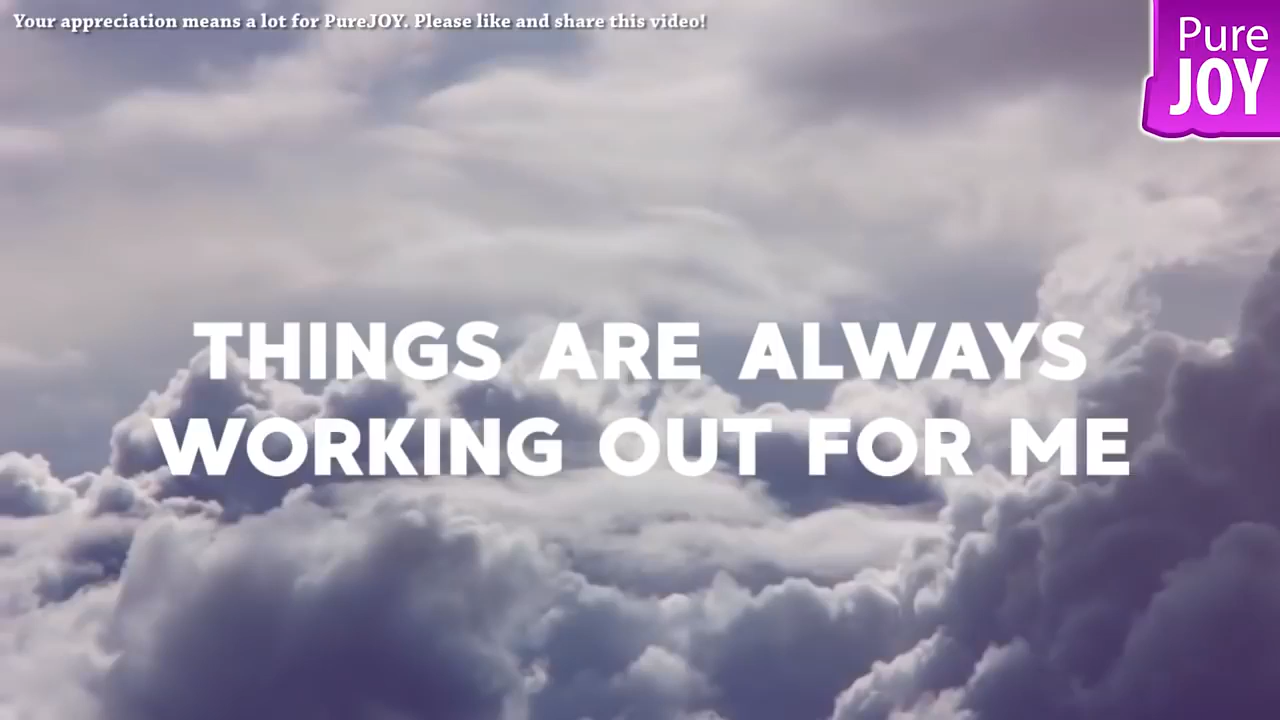 Your appreciation means a lot for PureJOY. Please like and share this video!
Pure
JOY
THINGS ARE ALWAYS
WORKING OUT FOR ME